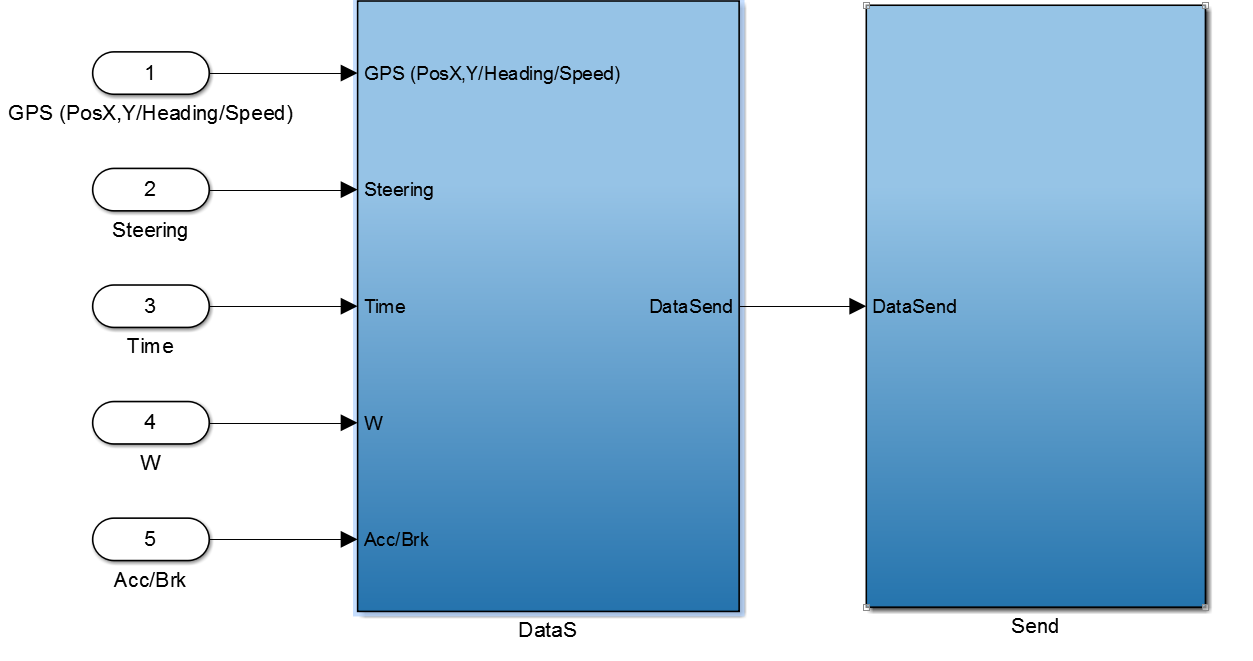 1
GPS (PosX,Y/Heading/Speed)
GPS (PosX,Y/Heading/Speed)
2
Steering
Steering
3
Time
Time
DataSend
DataSend
4
W
W
5
Acc/Brk
Acc/Brk
DataS
Send